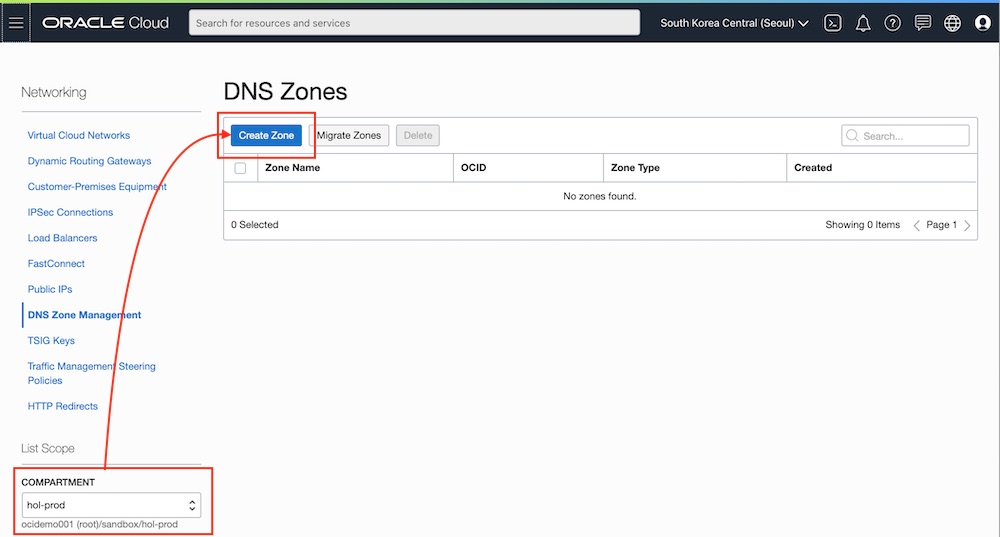 ORACLE Cloud
Search for resources and services
South Korea Central (Seoul)
Networking
Virtual Cloud Networks
Dynamic Routing Gateways
Customer-Premises Equipment
IPSec Connections
Load Balancers
FastConnect
Public IPs
DNS Zone Management
TSIG Keys
Traffic Management Steering
Policies
HTTP Redirects
List Scope
COMPARTMENT
hol-prod
ocidemo001 (root)/sandbox/hol-prod
DNS Zones
Create Zone Migrate Zones Delete Search...
Zone Name OCID Zone Type Created
No zones found.
0 Selected Showing 0 Items Page 1